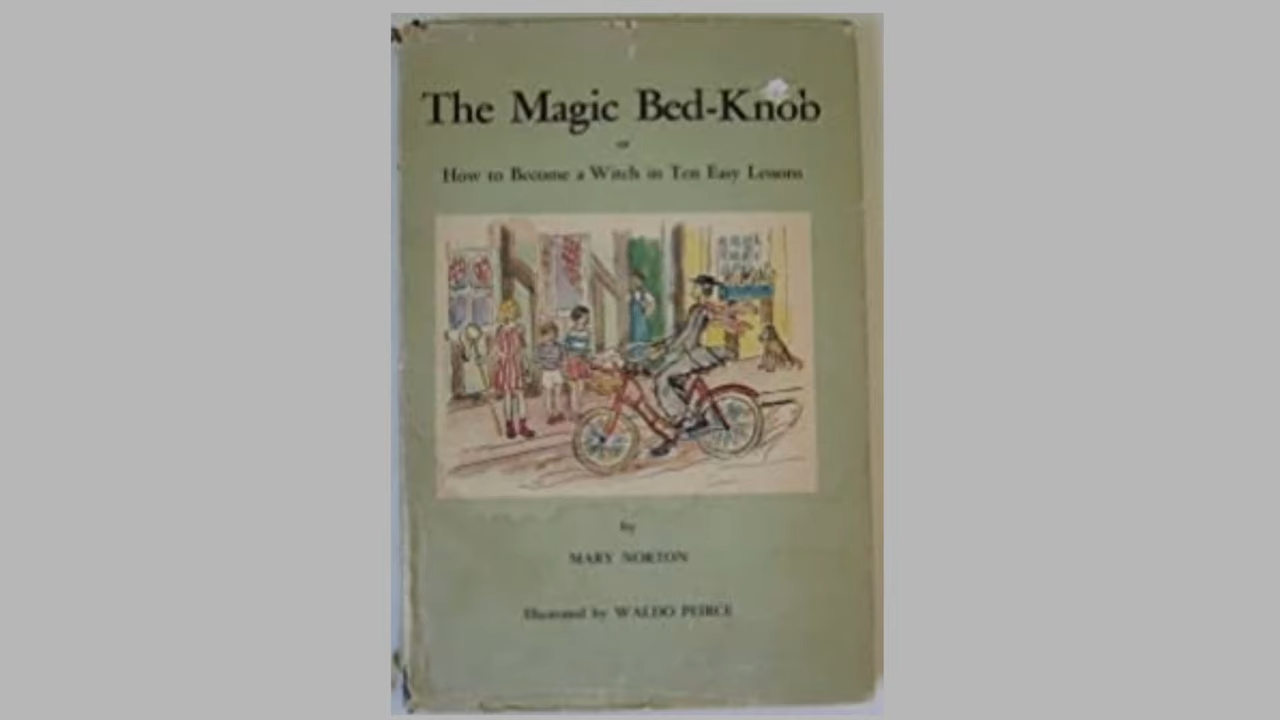 The Magic Bed-Knob
or
How to Become a Witch in Ten Easy Lessons
by
MARY NORTON
Illustrated by WALDO PEIRCE